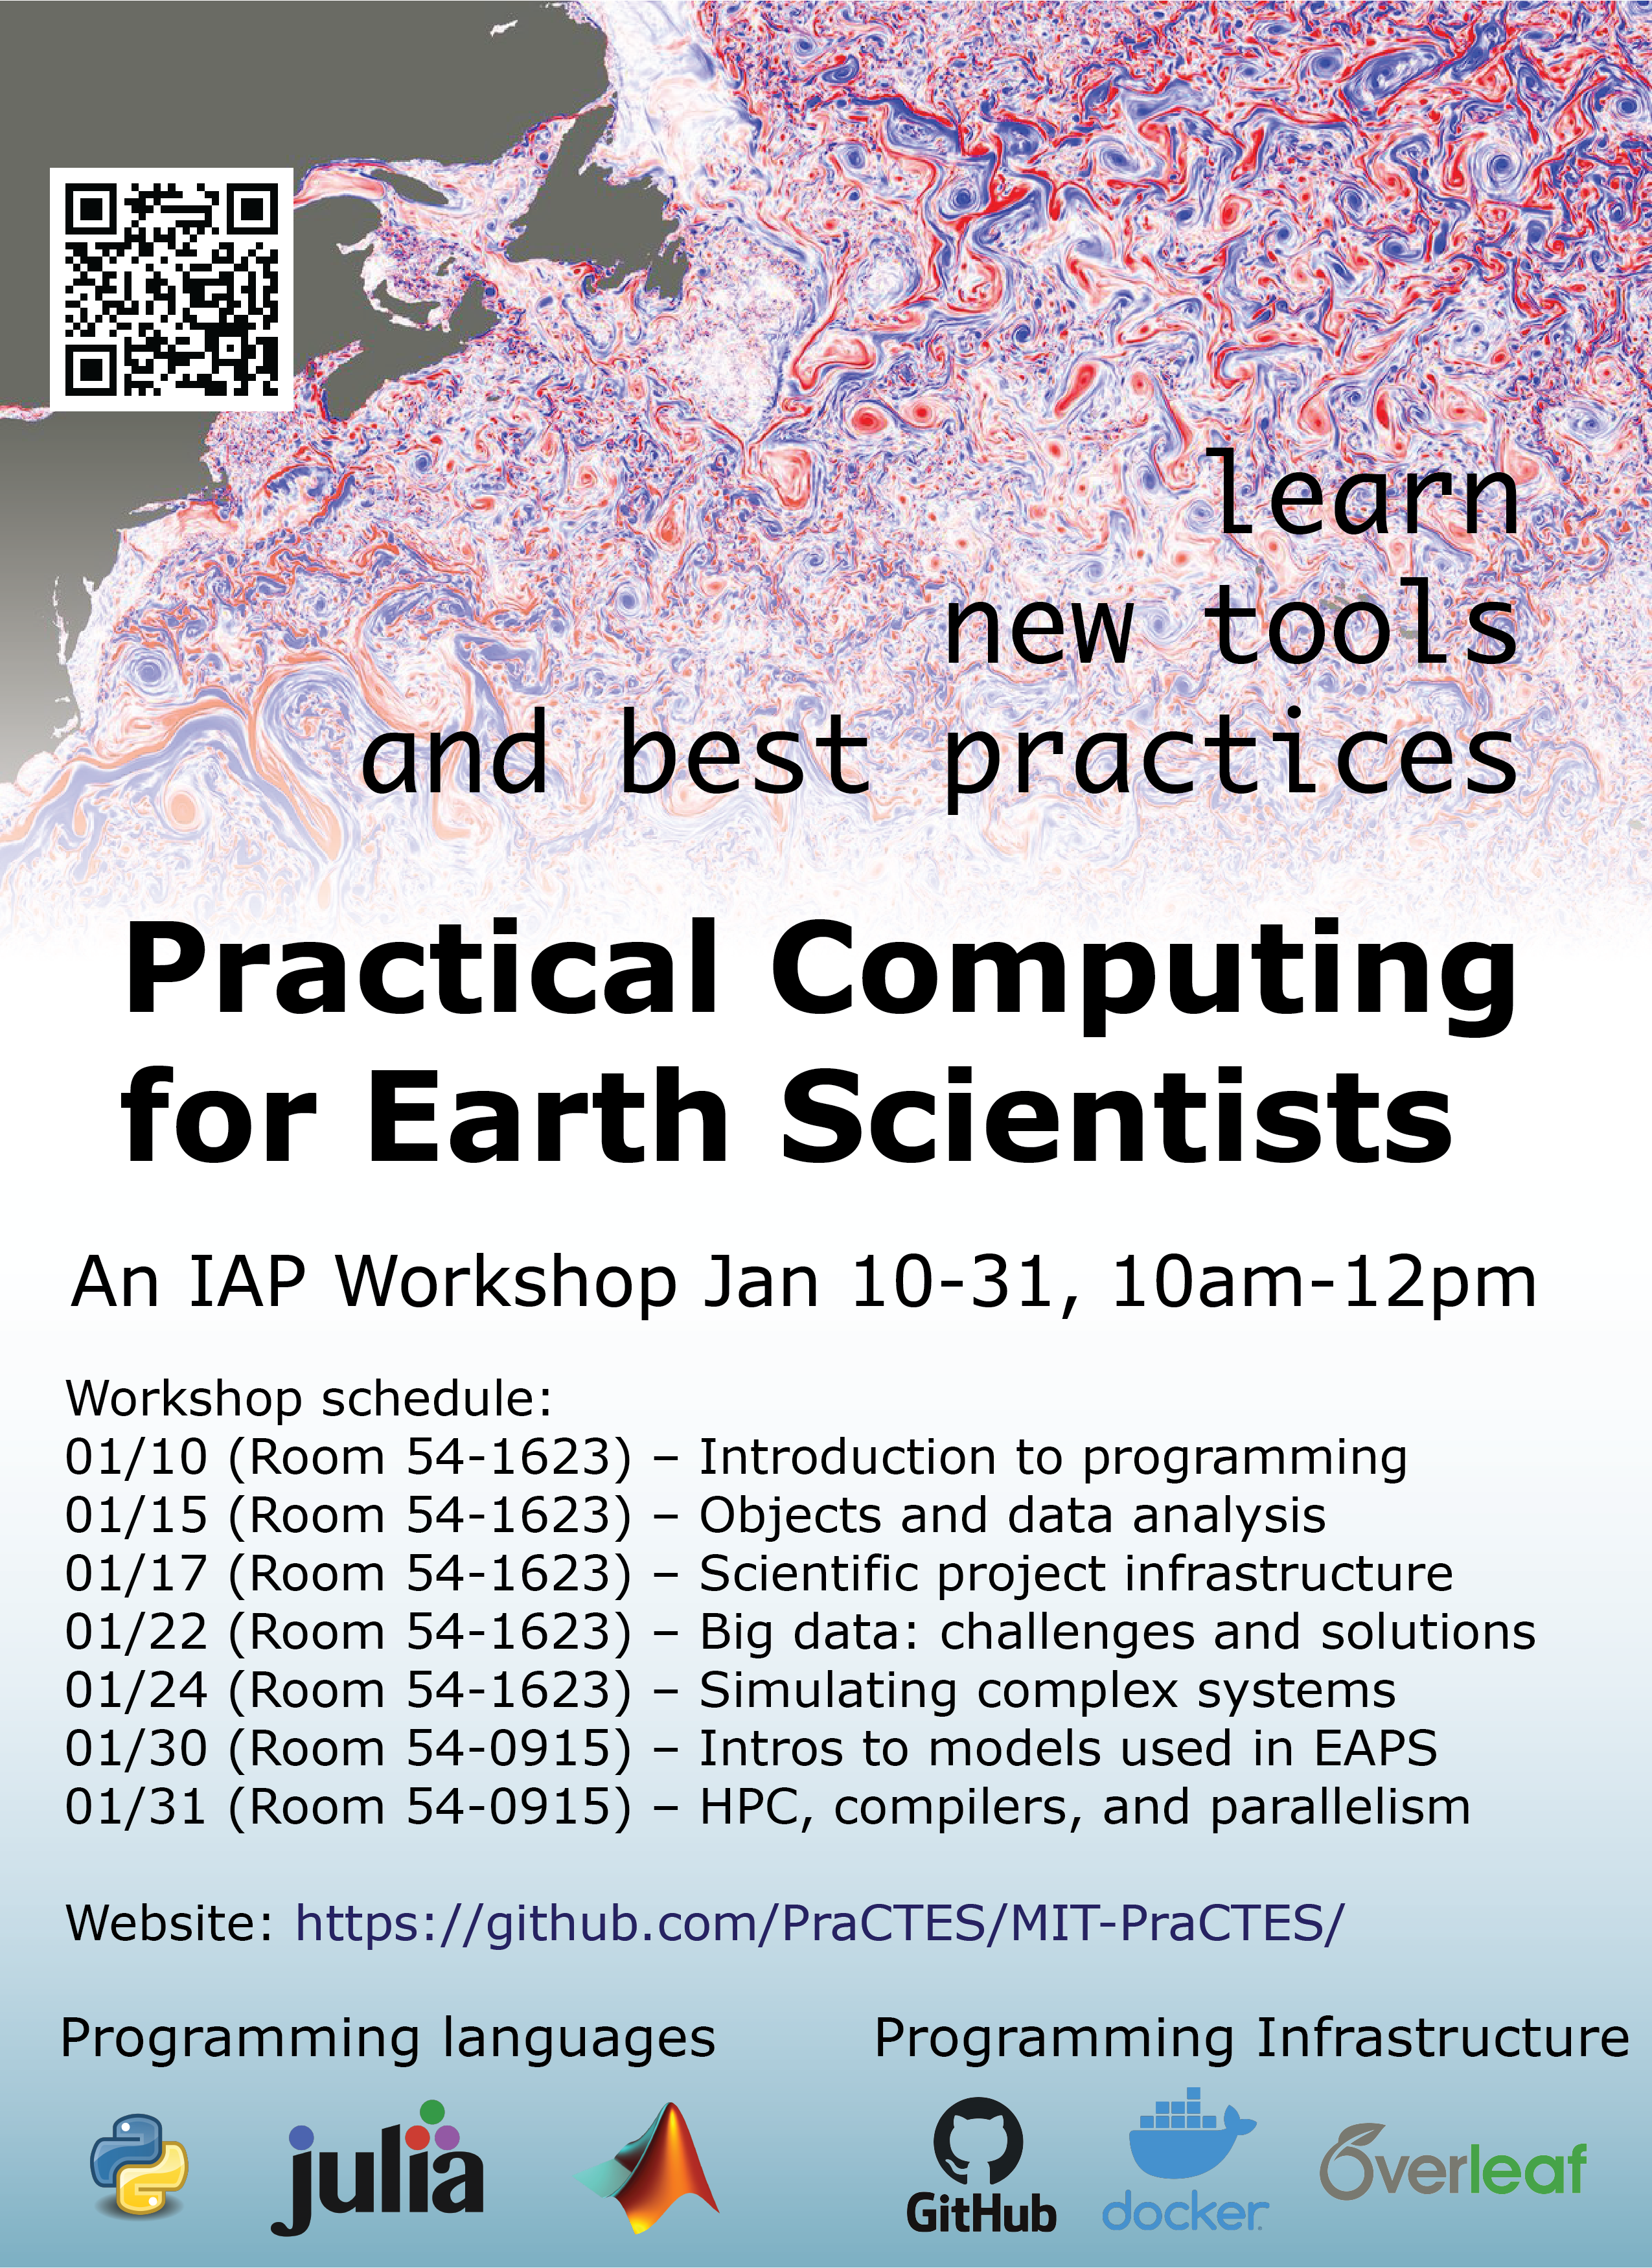 learn
new tools
and best practices
Practical Computing
for Earth Scientists
An IAP Workshop Jan 10-31, 10am-12pm
Workshop schedule:
01/10 (Room 54-1623) – Introduction to programming
01/15 (Room 54-1623) – Objects and data analysis
01/17 (Room 54-1623) – Scientific project infrastructure
01/22 (Room 54-1623) – Big data: challenges and solutions
01/24 (Room 54-1623) – Simulating complex systems
01/30 (Room 54-0915) – Intros to models used in EAPS
01/31 (Room 54-0915) – HPC, compilers, and parallelism
Website: https://github.com/PraCTES/MIT-PraCTES/
Programming languages
Programming Infrastructure
julia
GitHub
docker
Overleaf